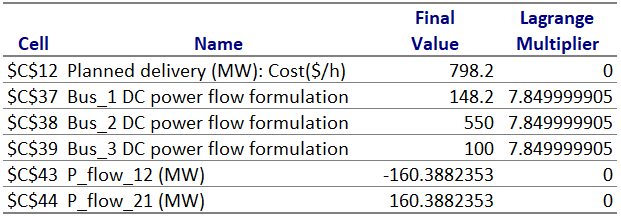 Final Lagrange
Cell Name Value Multiplier
$C$12 Planned delivery (MW): Cost($/h) 798.2 0
$C$37 Bus_1 DC power flow formulation 148.2 7.849999905
$C$38 Bus_2 DC power flow formulation 550 7.849999905
$C$39 Bus_3 DC power flow formulation 100 7.849999905
$C$43 P_flow_12 (MW) -160.3882353 0
$C$44 P_flow_21 (MW) 160.3882353 0